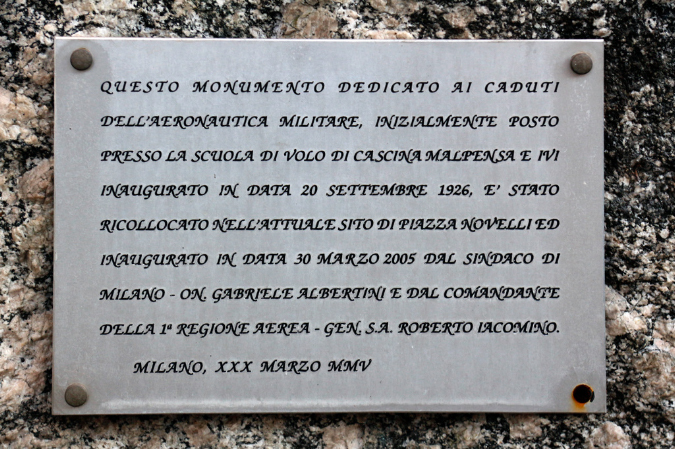 QUESTO MONUMENTO DEDICATO AI CADUTI
DELL'AERONAUTICA MILITARE, INIZIALMENTE POSTO
PRESSO LA SCUOLA DI VOLO DI CASCINA MALPENSA E IVI
INAUGURATO IN DATA 20 SETTEMBRE 1926, E' STATO
RICOLLOCATO NELL'ATTUALE SITO DI PIAZZA NOVELLI ED
INAUGURATO IN DATA 30 MARZO 2005 DAL SINDACO DI
MILANO - ON. GABRIELE ALBERTINI E DAL COMANDANTE
DELLA 1ª REGIONE AEREA - GEN. S.A. ROBERTO IACOMINO.
MILANO, XXX MARZO MMV